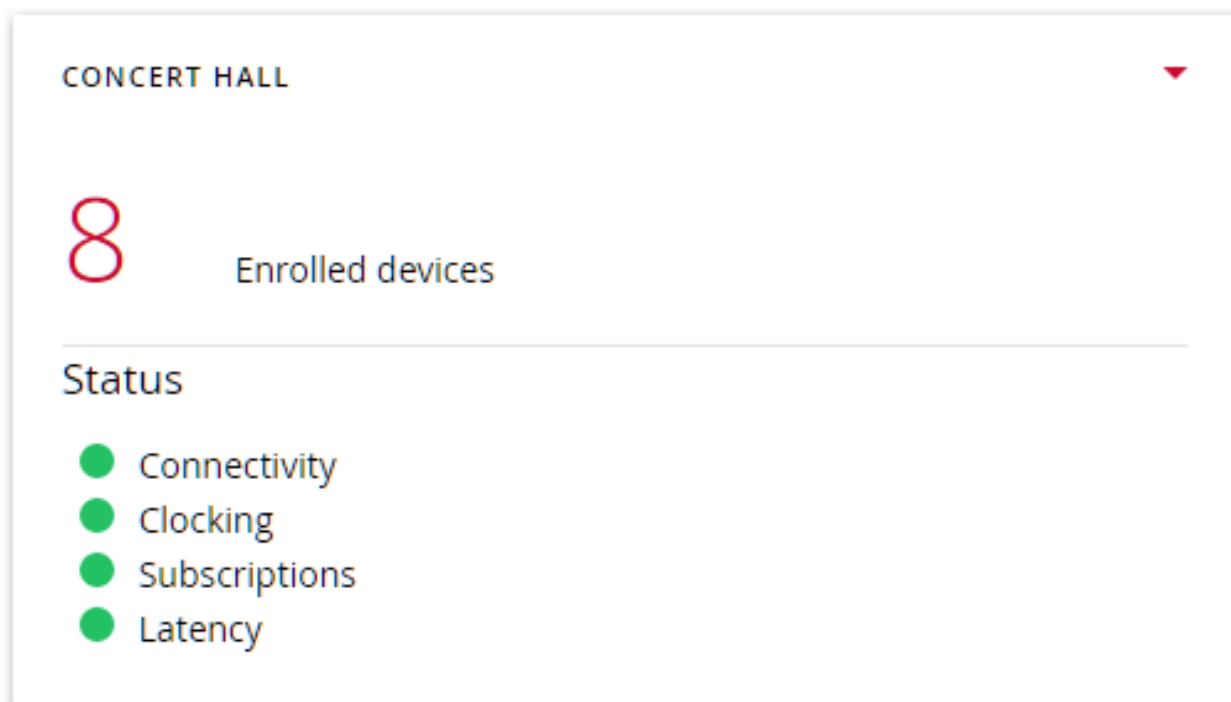 CONCERT HALL
8 Enrolled devices
Status
Connectivity
Clocking
Subscriptions
Latency